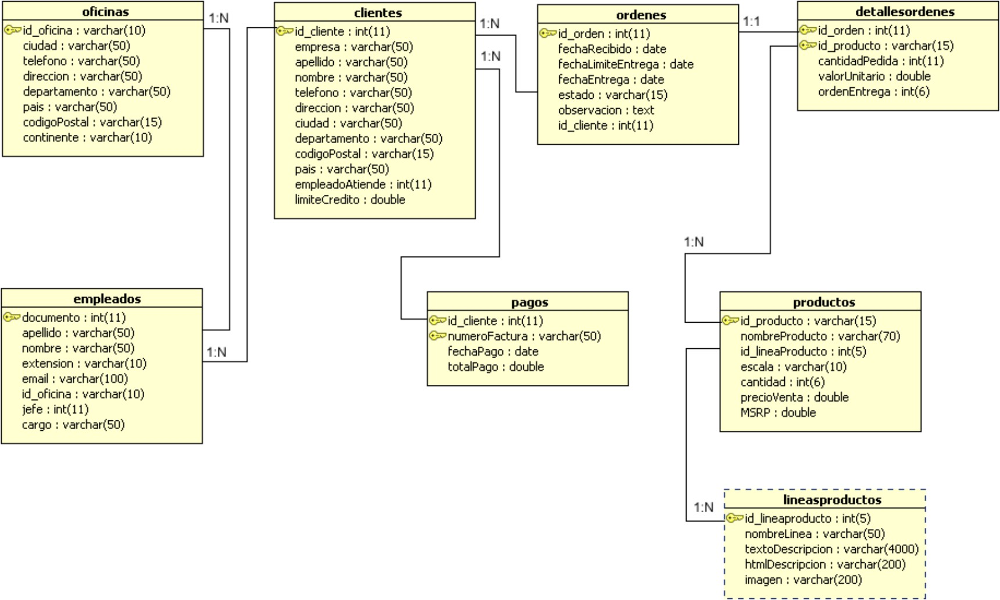 oficinas
id_oficina : varchar(10)
ciudad : varchar(50)
telefono : varchar(50)
direccion : varchar(50)
departamento : varchar(50)
pais : varchar(50)
codigoPostal : varchar(15)
continente : varchar(10)
1:N
clientes
id_cliente : int(11)
empresa : varchar(50)
apellido : varchar(50)
nombre : varchar(50)
telefono : varchar(50)
direccion : varchar(50)
ciudad : varchar(50)
departamento : varchar(50)
codigoPostal : varchar(15)
pais : varchar(50)
empleadoAtiende : int(11)
limiteCredito : double
1:N
1:N
ordenes
id_orden : int(11)
fechaRecibido : date
fechaLimiteEntrega : date
fechaEntrega : date
estado : varchar(15)
observacion : text
id_cliente : int(11)
1:1
detallesordenes
id_orden : int(11)
id_producto : varchar(15)
cantidadPedida : int(11)
valorUnitario : double
ordenEntrega : int(6)
1:N
empleados
documento : int(11)
apellido : varchar(50)
nombre : varchar(50)
extension : varchar(10)
email : varchar(100)
id_oficina : varchar(10)
jefe : int(11)
cargo : varchar(50)
1:N
pagos
id_cliente : int(11)
numeroFactura : varchar(50)
fechaPago : date
totalPago : double
productos
id_producto : varchar(15)
nombreProducto : varchar(70)
id_lineaProducto : int(5)
escala : varchar(10)
cantidad : int(6)
precioVenta : double
MSRP : double
1:N
lineasproductos
id_lineaproducto : int(5)
nombreLinea : varchar(50)
textoDescripcion : varchar(4000)
htmlDescripcion : varchar(200)
imagen : varchar(200)